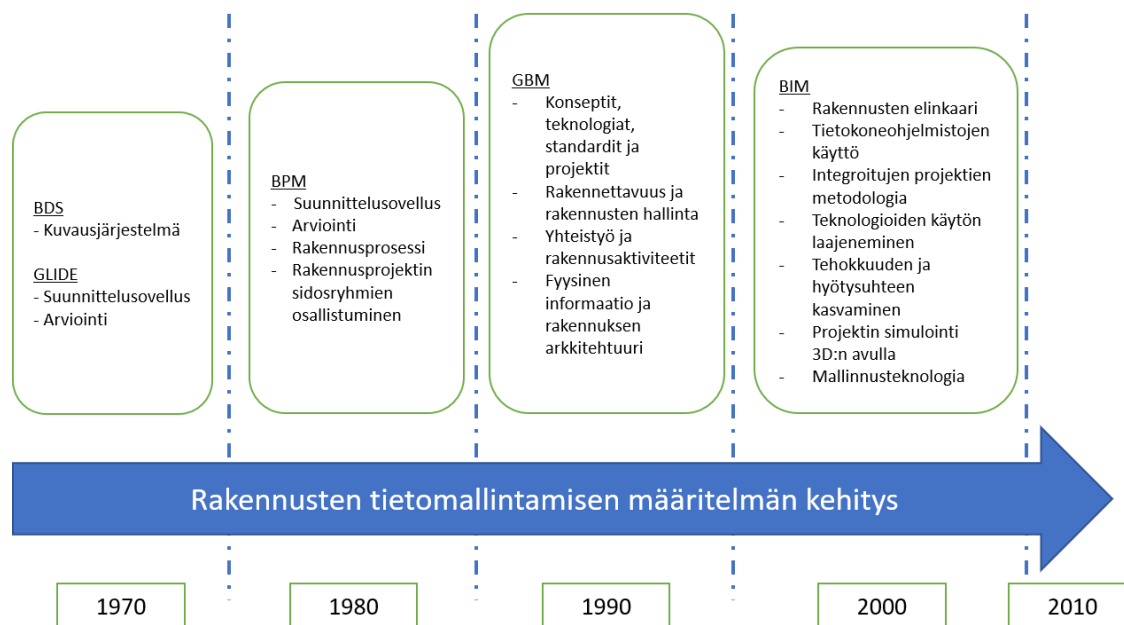 BDS
- Kuvausjärjestelmä
GLIDE
- Suunnittelusovellus
- Arviointi
BPM
- Suunnittelusovellus
- Arviointi
- Rakennusprosessi
- Rakennusprojektin
sidosryhmien
osallistuminen
GBM
- Konseptit,
teknologiat,
standardit ja
projektit
- Rakennettavuus ja
rakennusten hallinta
- Yhteistyö ja
rakennusaktiviteetit
- Fyysinen
informaatio ja
rakennuksen
arkkitehtuuri
BIM
- Rakennusten elinkaari
- Tietokoneohjelmistojen
käyttö
- Integroitujen projektien
metodologia
- Teknologioiden käytön
laajeneminen
- Tehokkuuden ja
hyötysuhteen
kasvaminen
- Projektin simulointi
3D:n avulla
- Mallinnusteknologia
Rakennusten tietomallintamisen määritelmän kehitys
1970
1980
1990
2000
2010